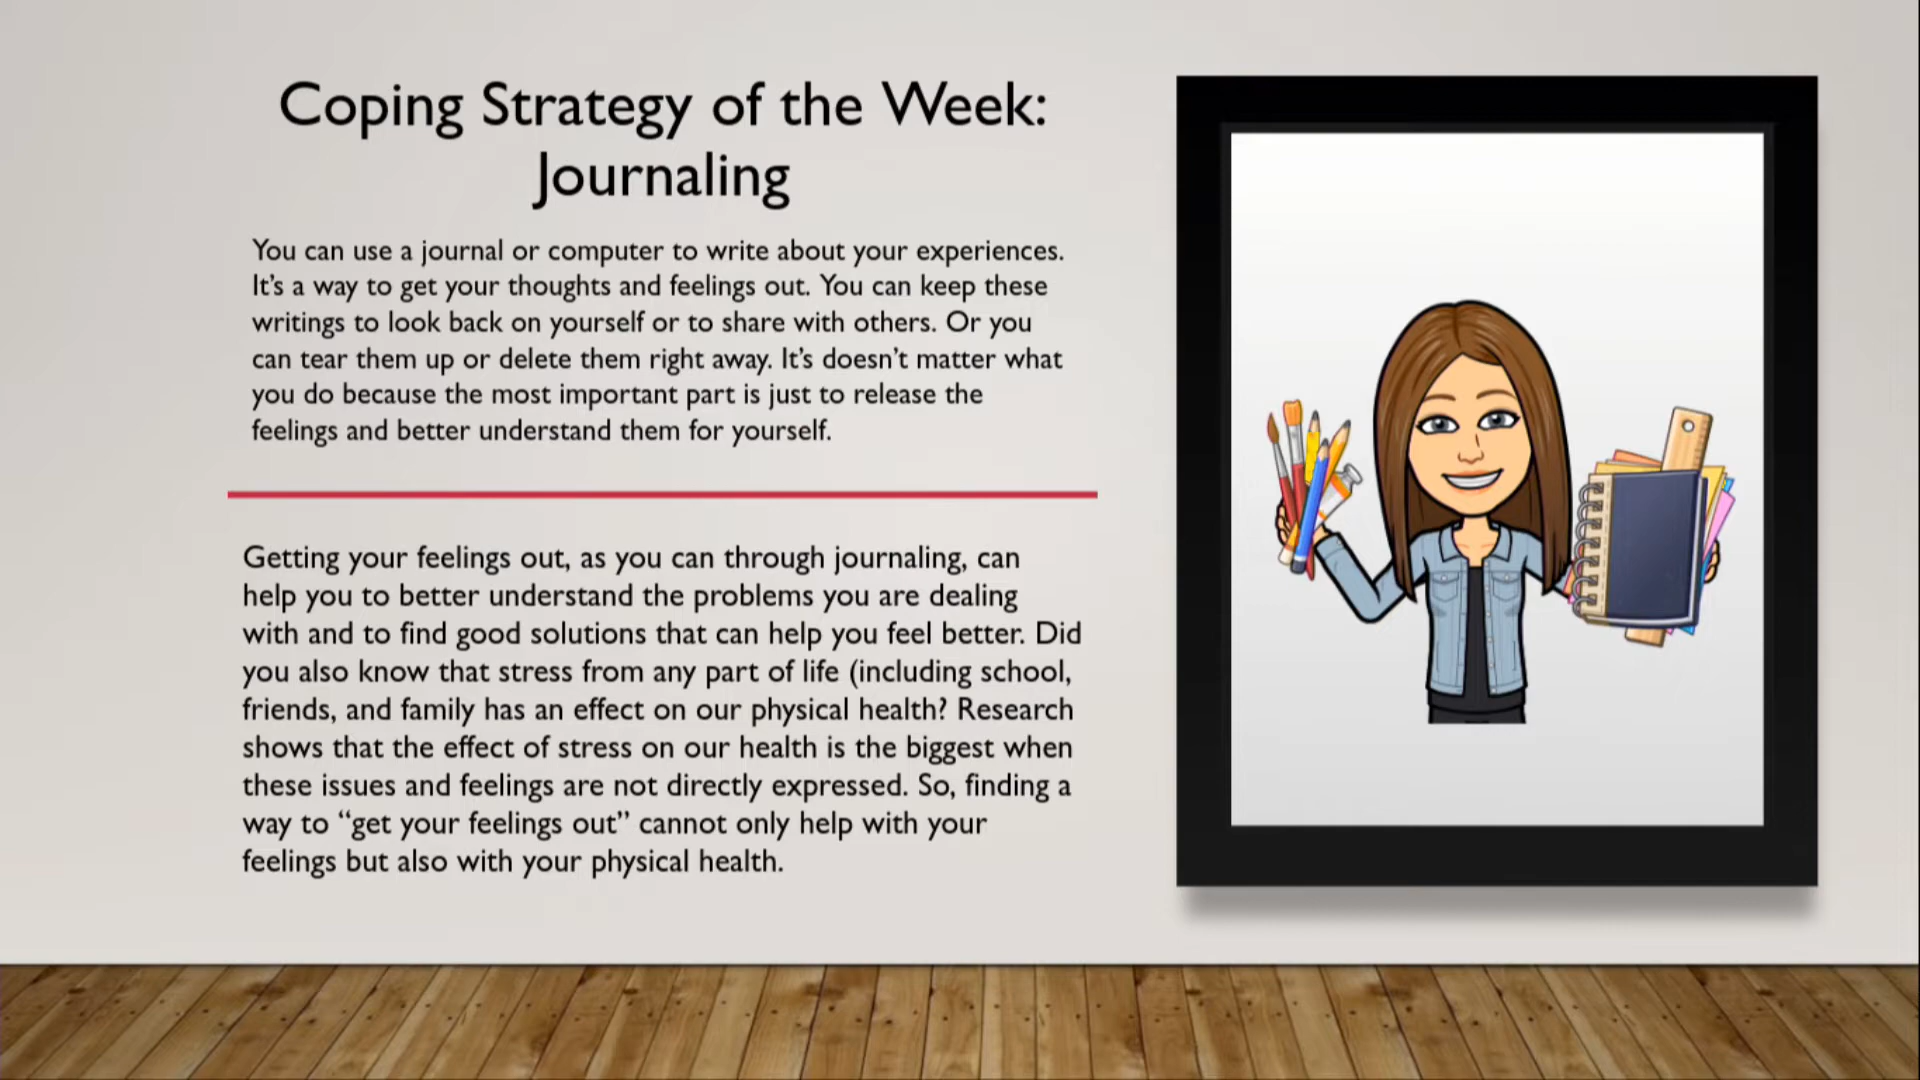 Coping Strategy of the Week:
Journaling
You can use a journal or computer to write about your experiences.
It’s a way to get your thoughts and feelings out. You can keep these
writings to look back on yourself or to share with others. Or you
can tear them up or delete them right away. It’s doesn’t matter what
you do because the most important part is just to release the
feelings and better understand them for yourself.
Getting your feelings out, as you can through journaling, can
help you to better understand the problems you are dealing
with and to find good solutions that can help you feel better. Did
you also know that stress from any part of life (including school,
friends, and family has an effect on our physical health? Research
shows that the effect of stress on our health is the biggest when
these issues and feelings are not directly expressed. So, finding a
way to “get your feelings out” cannot only help with your
feelings but also with your physical health.